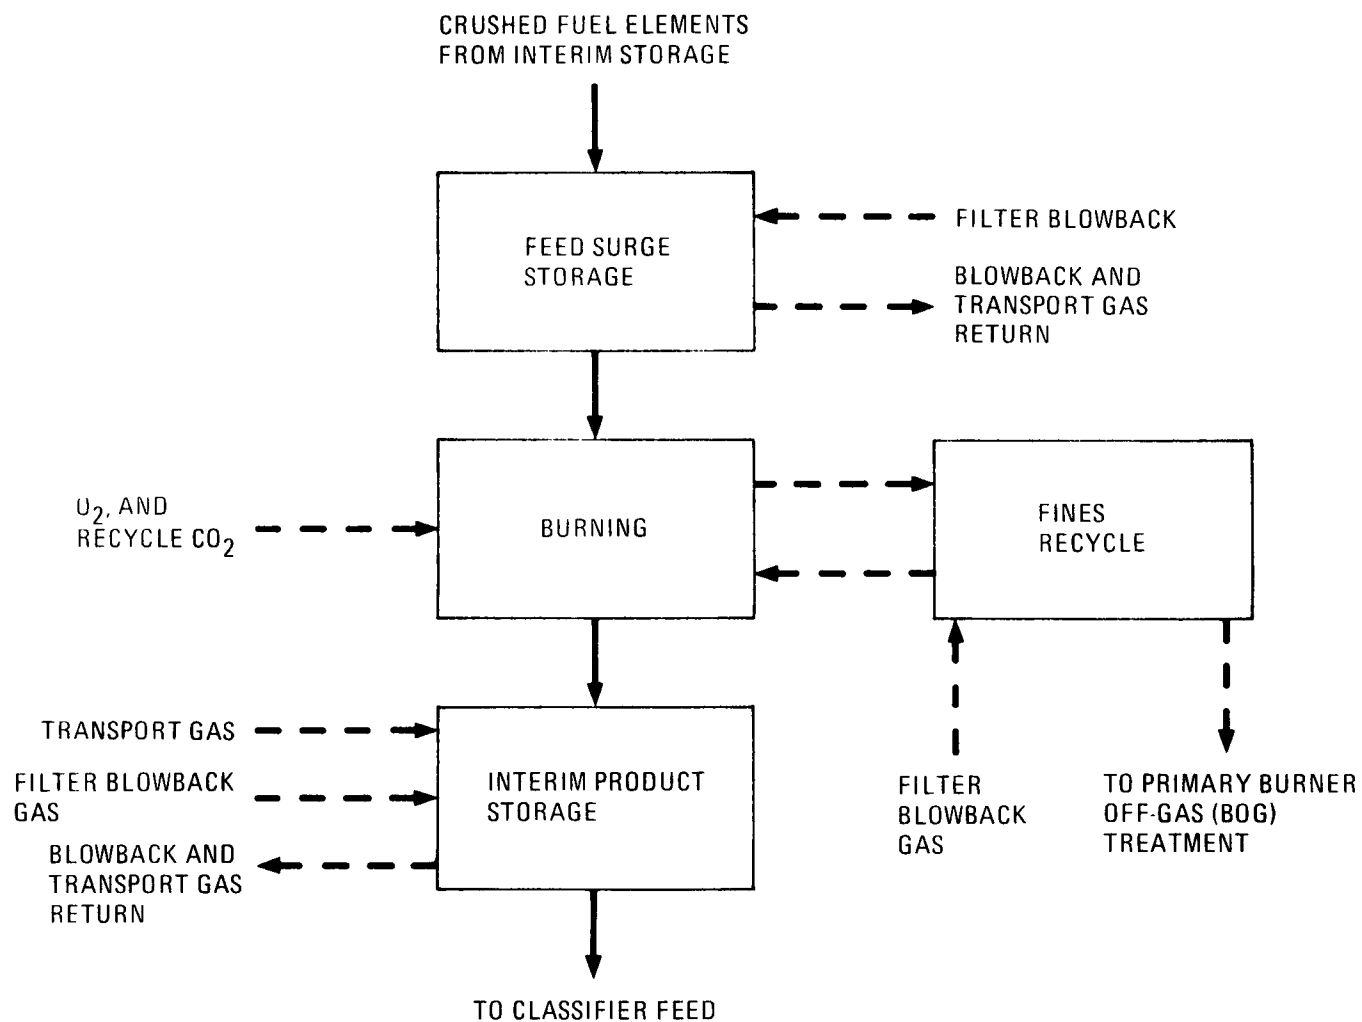 CRUSHED FUEL ELEMENTS
FROM INTERIM STORAGE
FEED SURGE
STORAGE
FILTER BLOWBACK
BLOWBACK AND
TRANSPORT GAS
RETURN
O₂, AND
RECYCLE CO₂
BURNING
FINES
RECYCLE
TRANSPORT GAS
FILTER BLOWBACK
GAS
BLOWBACK AND
TRANSPORT GAS
RETURN
INTERIM PRODUCT
STORAGE
FILTER
BLOWBACK
GAS
TO PRIMARY BURNER
OFF-GAS (BOG)
TREATMENT
TO CLASSIFIER FEED